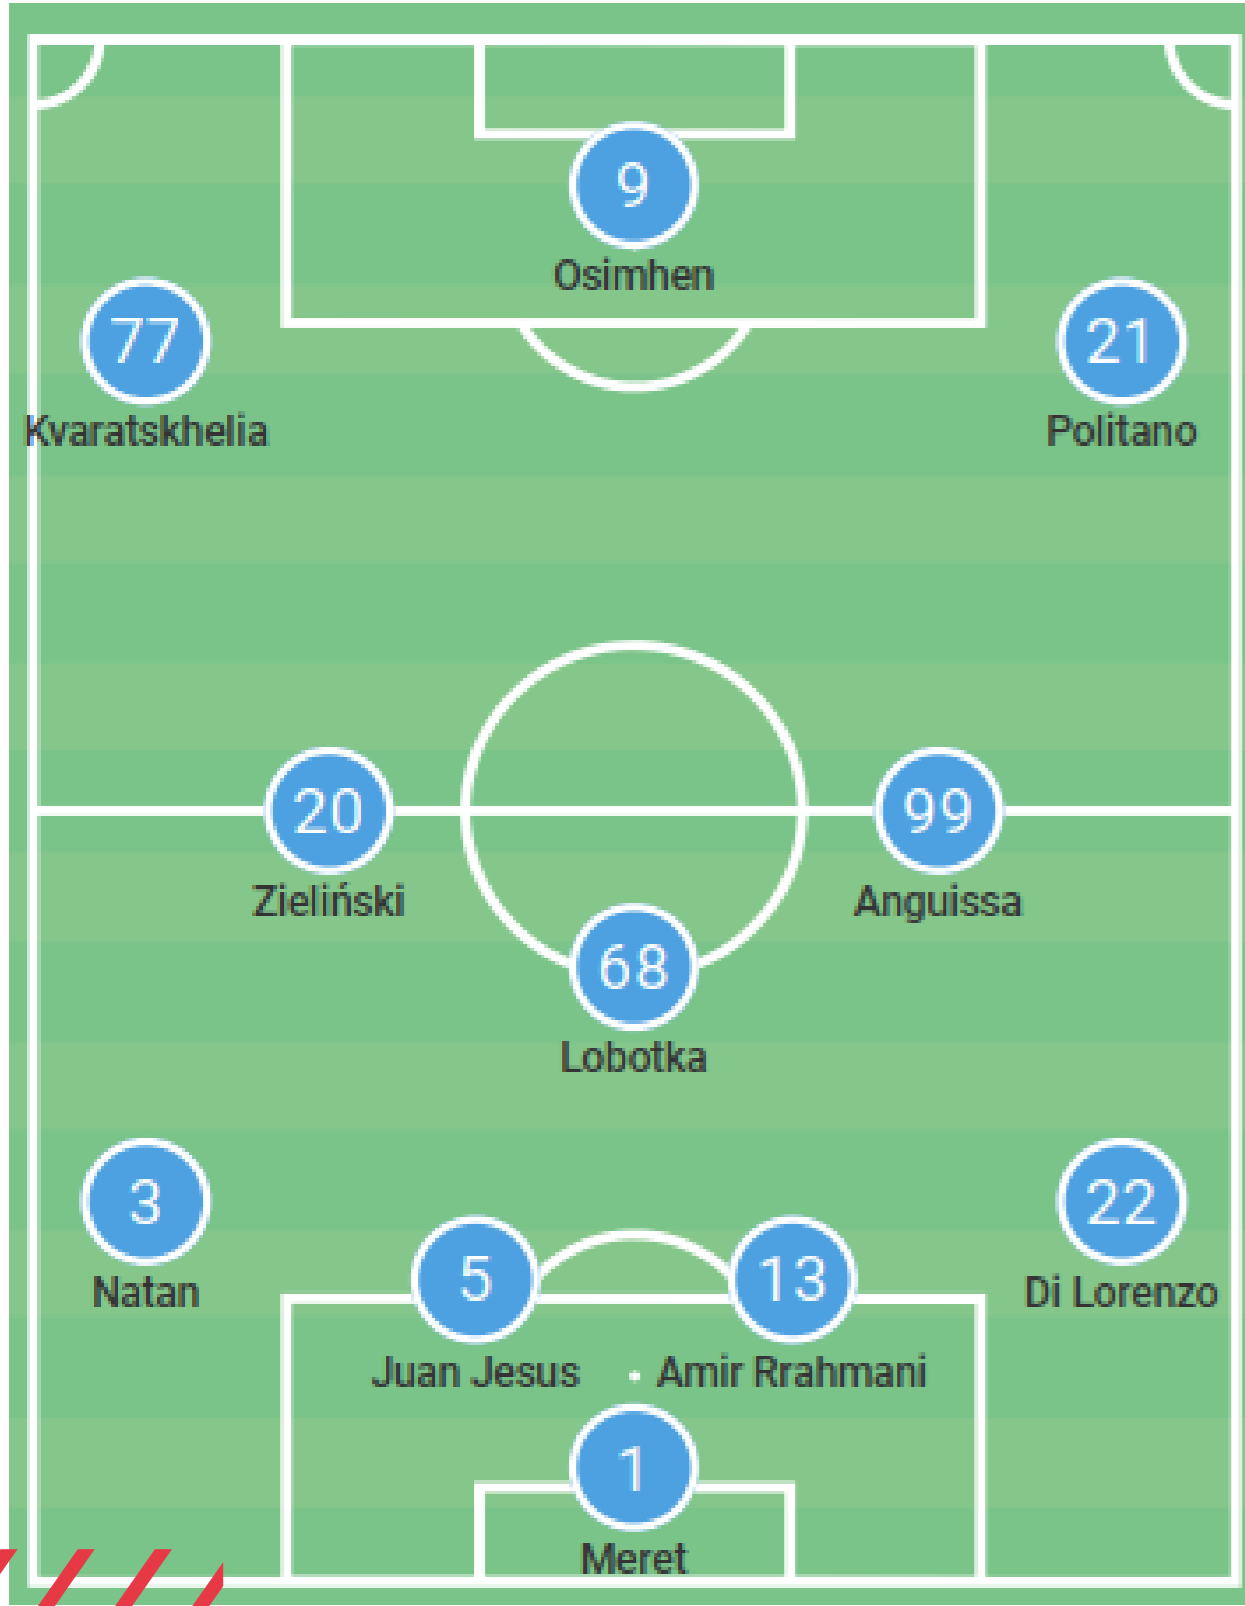 9
Osimhen
77
21
Kvaratskhelia
Politano
20
99
Zieliński
Anguissa
68
Lobotka
3
22
Natan
Di Lorenzo
5
13
Juan Jesus
Amir Rrahmani
1
Meret